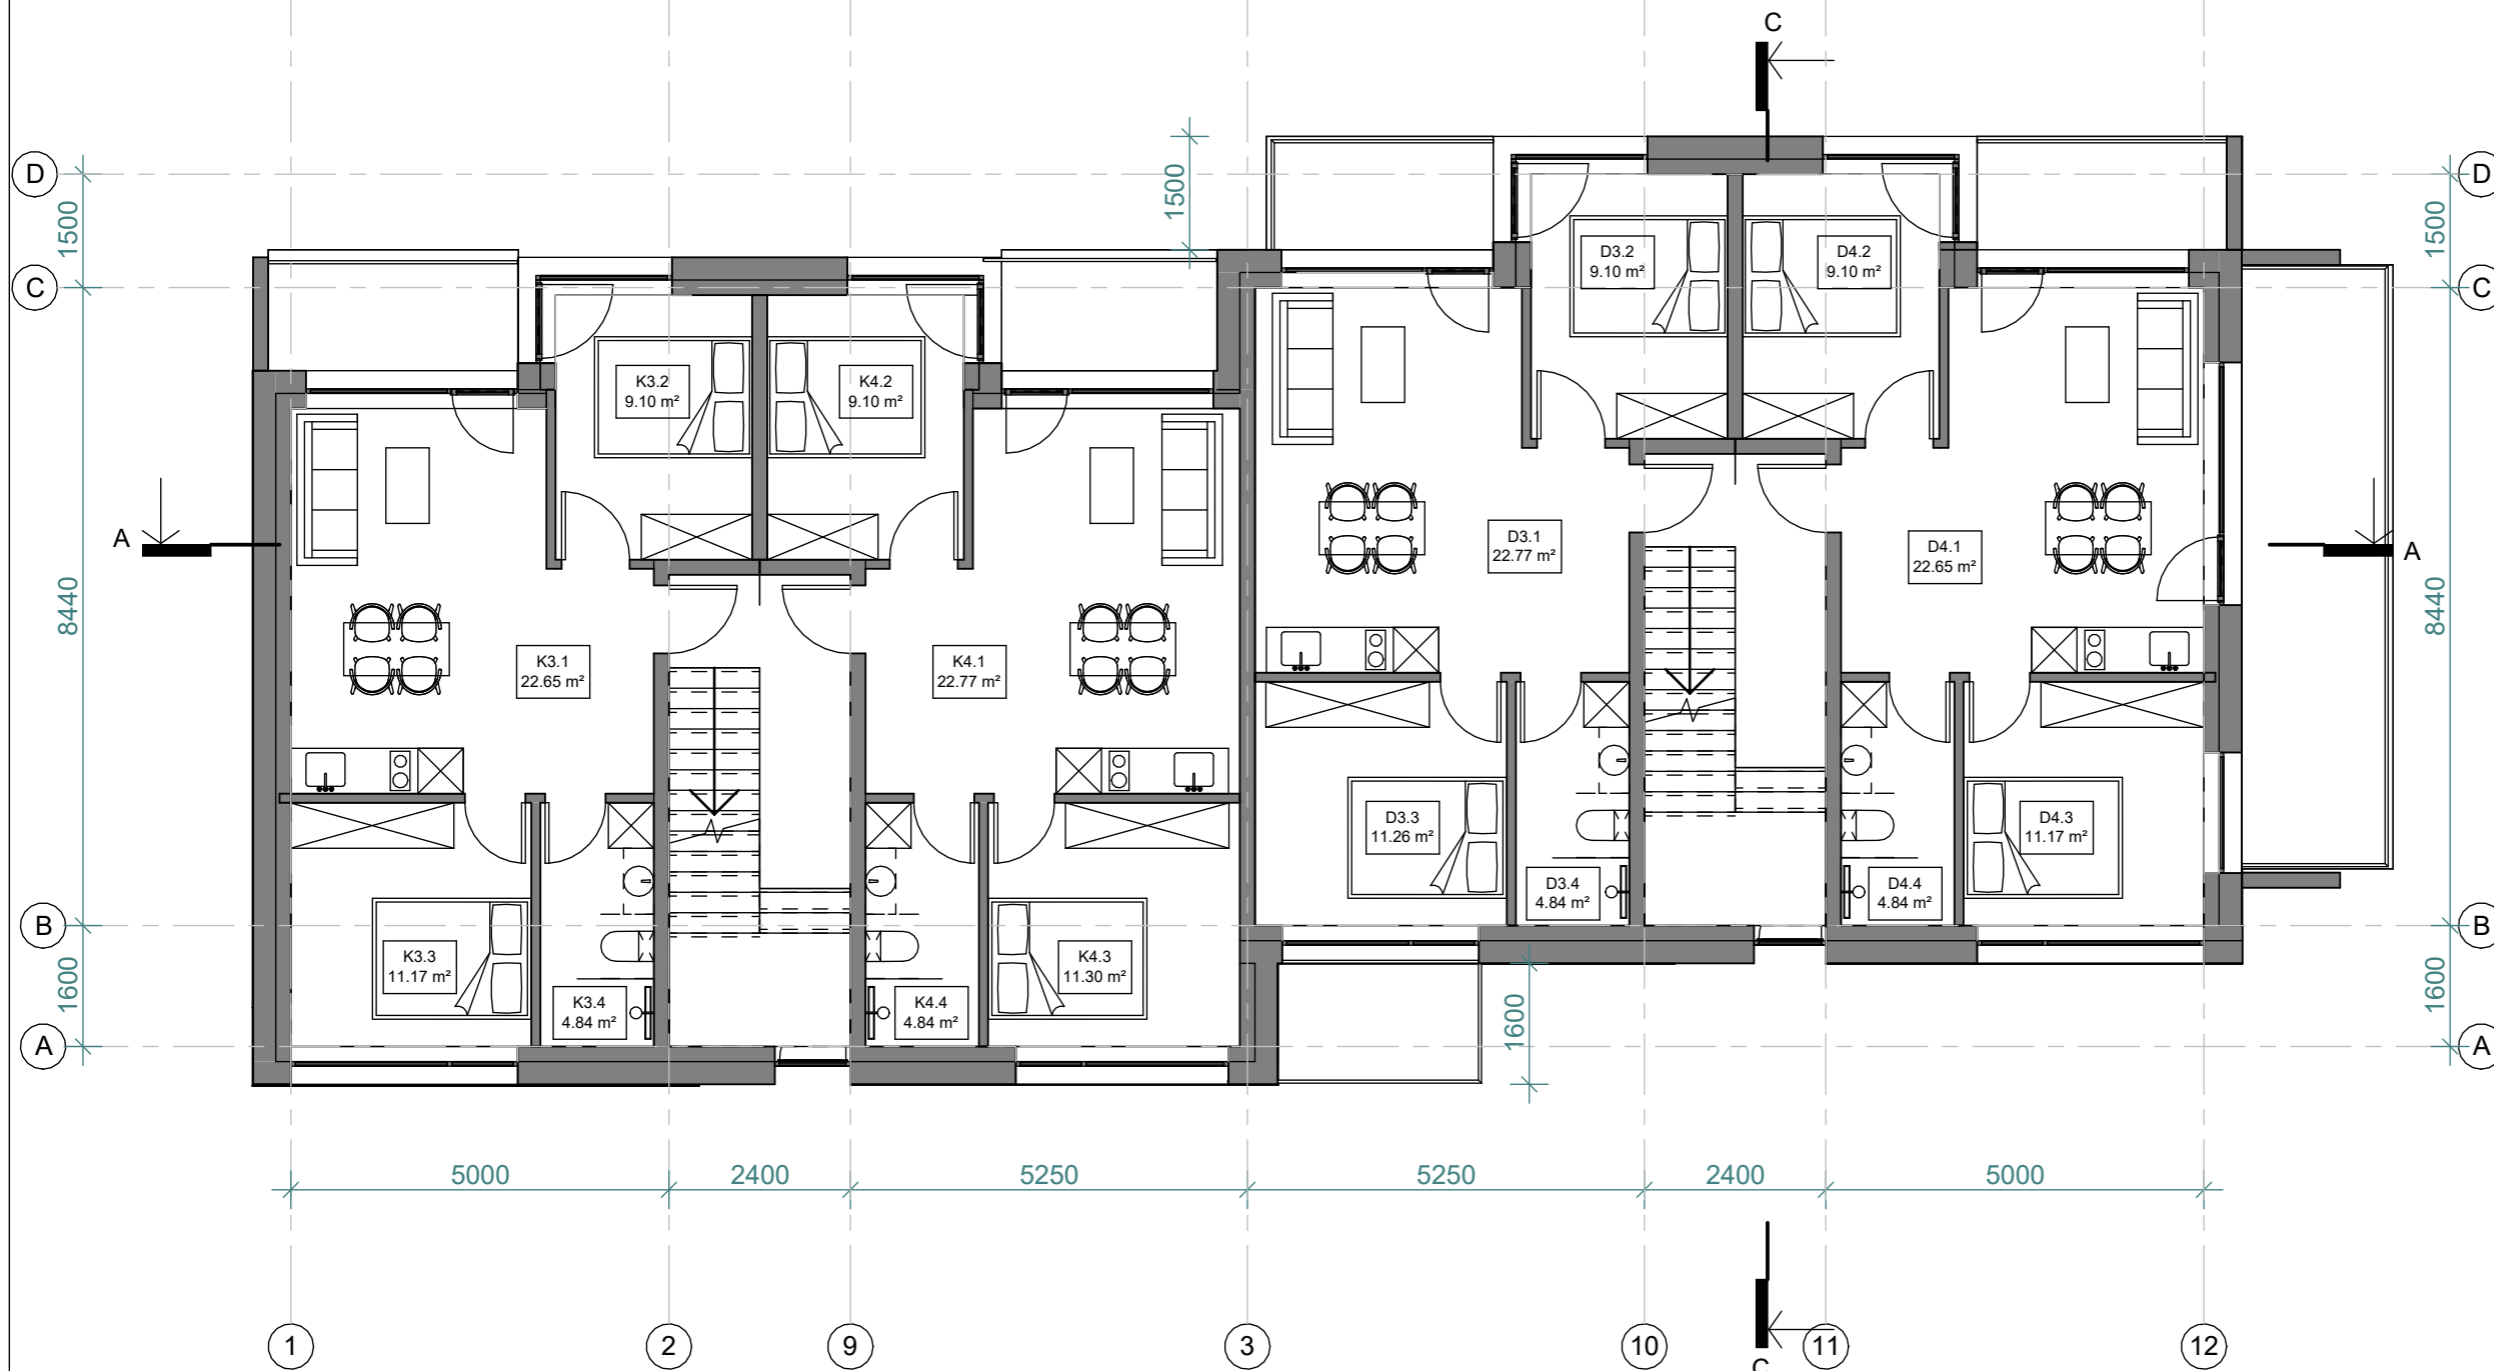 C
1500
D
D
1500
1500
D3.2
9.10 m²
D4.2
9.10 m²
C
C
K3.2
9.10 m²
K4.2
9.10 m²
A
A
D3.1
22.77 m²
D4.1
22.65 m²
8440
8440
K3.1
22.65 m²
K4.1
22.77 m²
D3.3
11.26 m²
D4.3
11.17 m²
D3.4
4.84 m²
D4.4
4.84 m²
B
B
K3.3
11.17 m²
K4.3
11.30 m²
K3.4
4.84 m²
K4.4
4.84 m²
1600
1600
1600
A
A
5000
2400
5250
5250
2400
5000
1
2
9
3
10
11
12
C